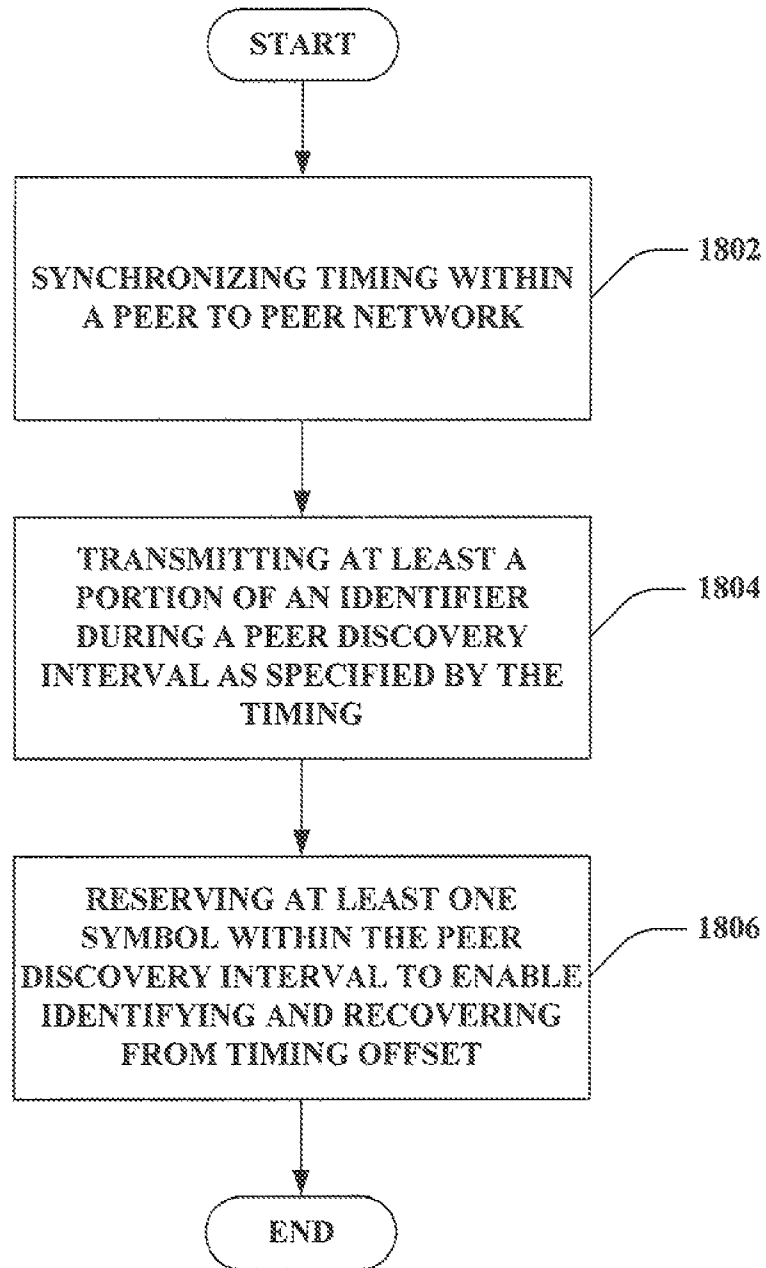 START
SYNCHRONIZING TIMING WITHIN
A PEER TO PEER NETWORK
1802
TRANSMITTING AT LEAST A
PORTION OF AN IDENTIFIER
DURING A PEER DISCOVERY
INTERVAL AS SPECIFIED BY THE
TIMING
1804
RESERVING AT LEAST ONE
SYMBOL WITHIN THE PEER
DISCOVERY INTERVAL TO ENABLE
IDENTIFYING AND RECOVERING
FROM TIMING OFFSET
1806
END